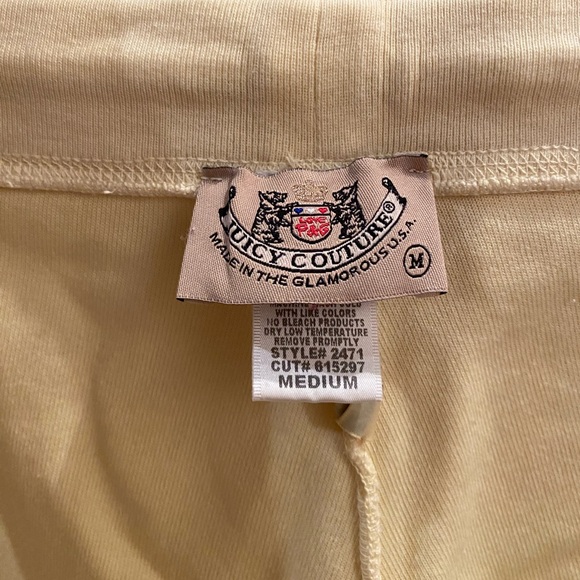 LOVE
P&G
JUICY COUTURE®
MADE IN THE GLAMOROUS U.S.A.
M
WITH LIKE COLORS
NO BLEACH PRODUCTS
DRY LOW TEMPERATURE
REMOVE PROMPTLY
STYLE# 2471
CUT# 615297
MEDIUM